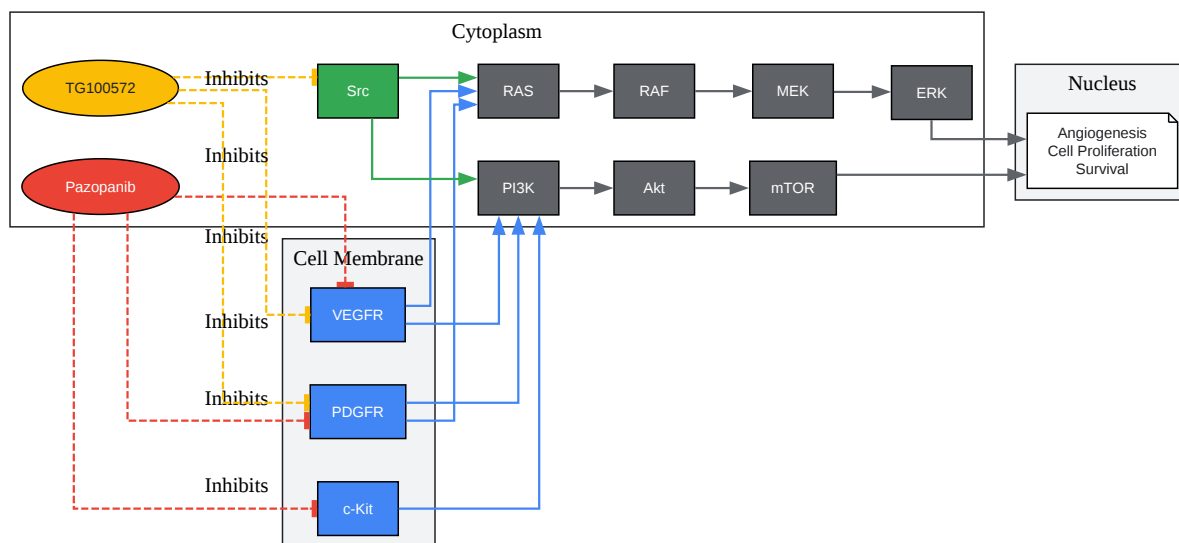 Cytoplasm
TG100572
Inhibits
Src
RAS
RAF
MEK
ERK
Nucleus
Angiogenesis
Cell Proliferation
Survival
Inhibits
Pazopanib
PI3K
Akt
mTOR
Inhibits
Cell Membrane
VEGFR
Inhibits
Inhibits
PDGFR
Inhibits
c-Kit